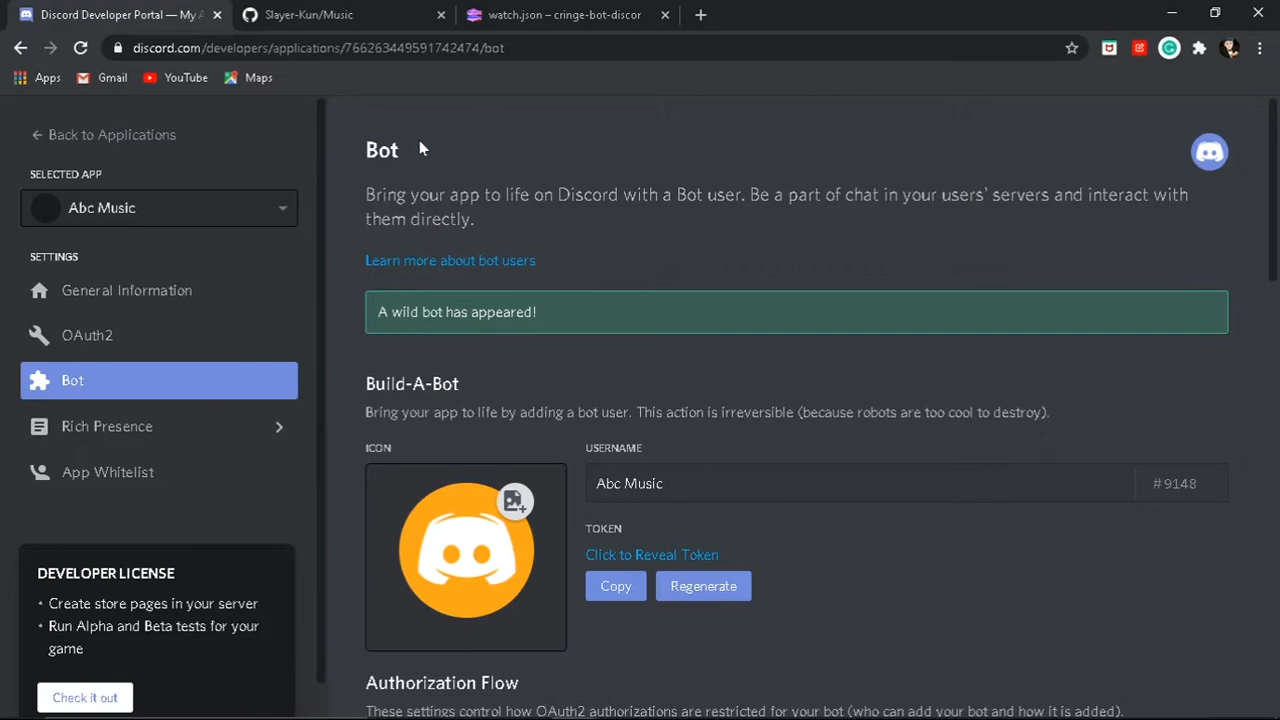 Discord Developer Portal — My A
Slayer-Kun/Music
watch.json – cringe-bot-discor
discord.com/developers/applications/766263449591742474/bot
Apps
Gmail
YouTube
Maps
← Back to Applications
SELECTED APP
Abc Music
SETTINGS
General Information
OAuth2
Bot
Rich Presence
App Whitelist
DEVELOPER LICENSE
• Create store pages in your server
• Run Alpha and Beta tests for your
game
Check it out
Bot
Bring your app to life on Discord with a Bot user. Be a part of chat in your users' servers and interact with
them directly.
Learn more about bot users
A wild bot has appeared!
Build-A-Bot
Bring your app to life by adding a bot user. This action is irreversible (because robots are too cool to destroy).
ICON
USERNAME
Abc Music
#9148
TOKEN
Click to Reveal Token
Copy
Regenerate
Authorization Flow
These settings control how OAuth2 authorizations are restricted for your bot (who can add your bot and how it is added).